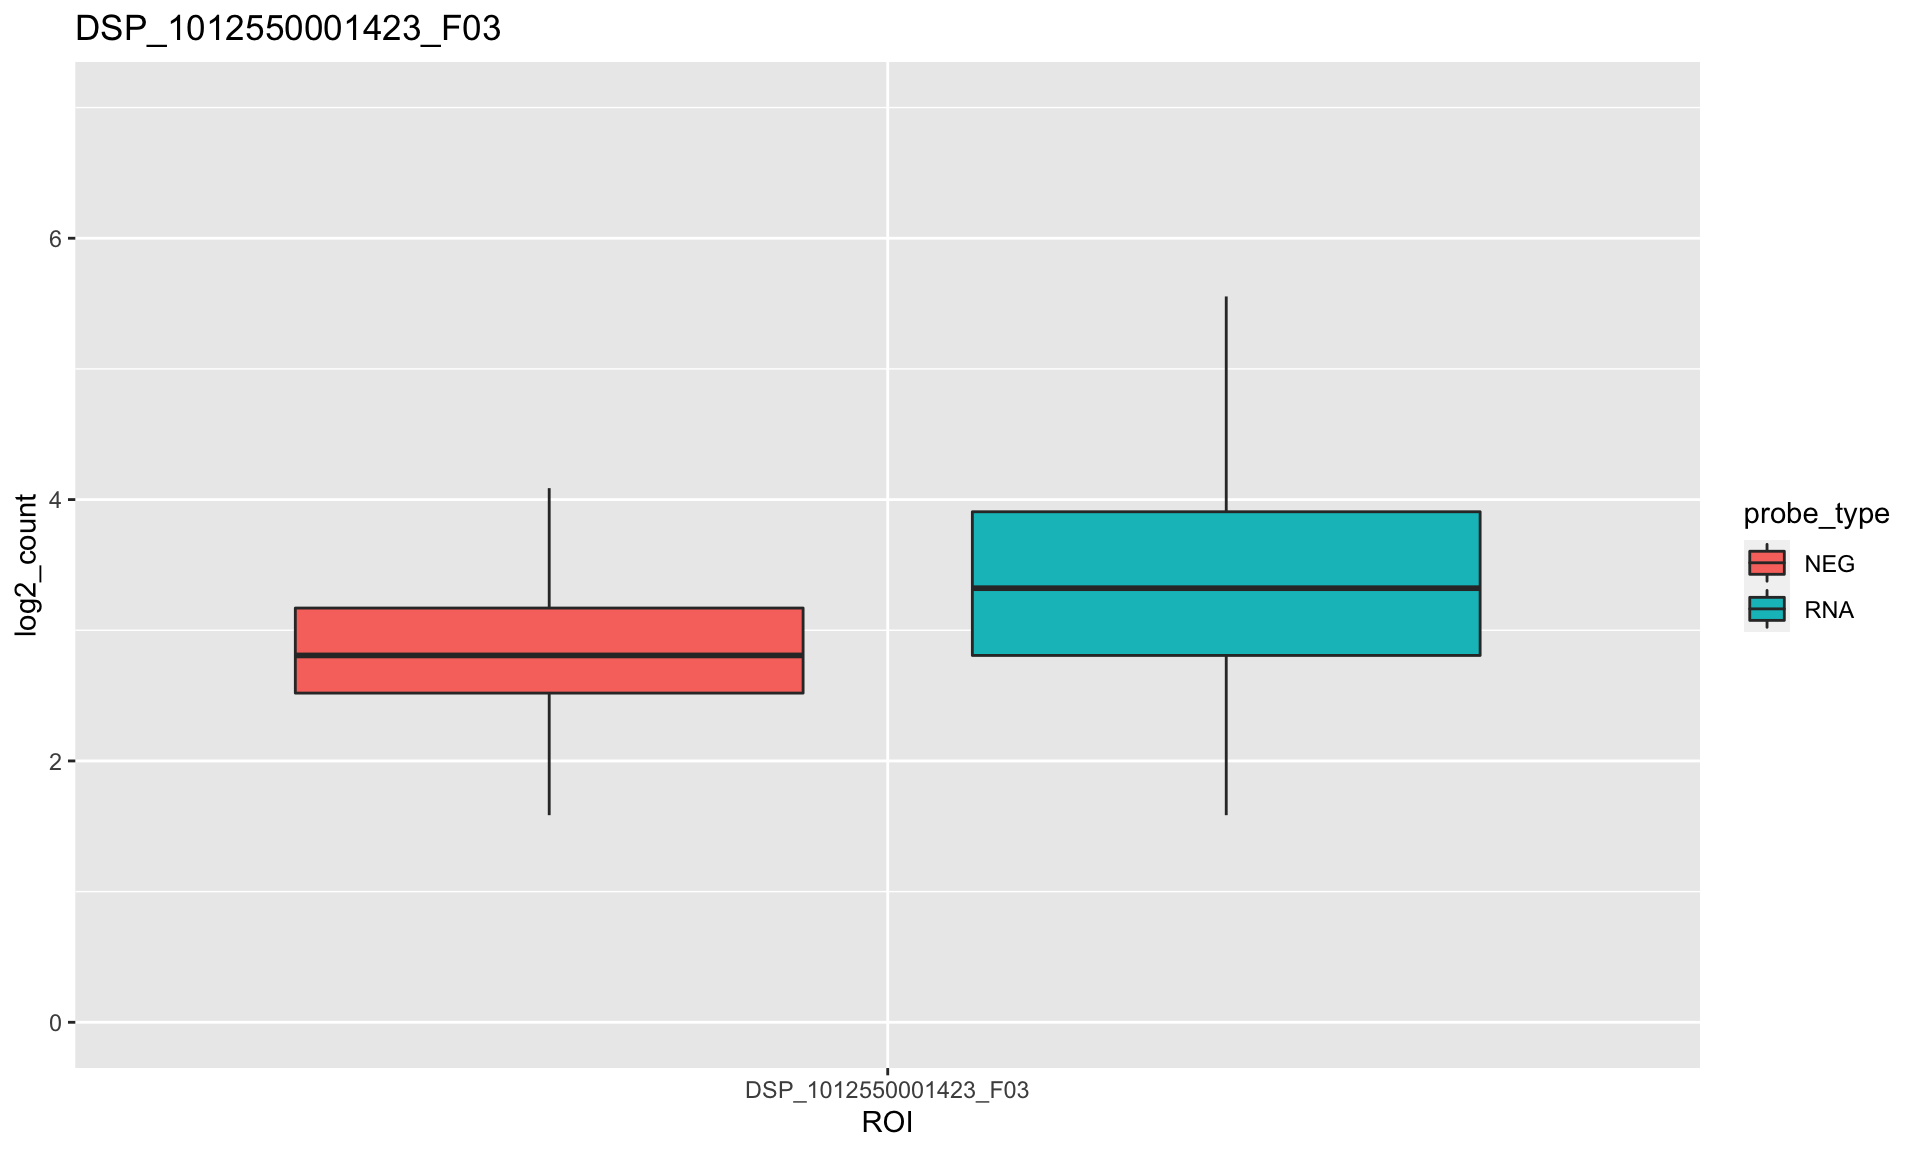 DSP_1012550001423_F03
log2_count
6
4
2
0
DSP_1012550001423_F03
ROI
probe_type
NEG
RNA